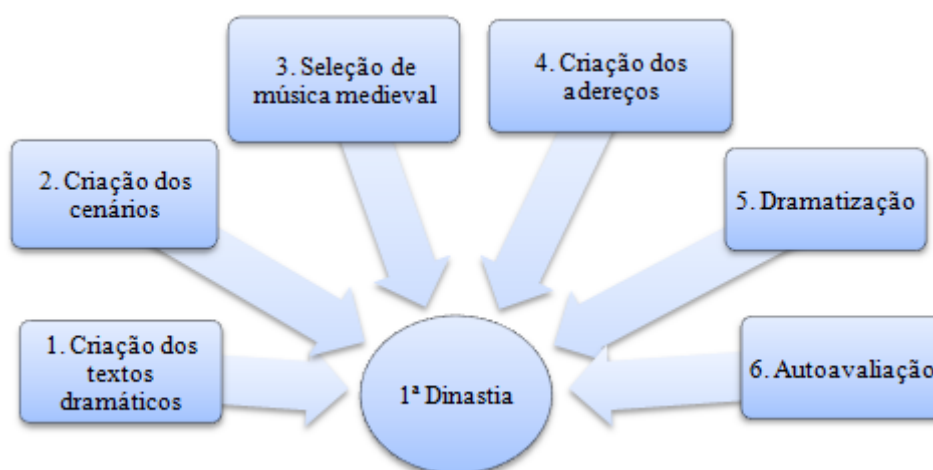 1. Criação dos
textos
dramáticos
2. Criação dos
cenários
3. Seleção de
música medieval
4. Criação dos
adereços
5. Dramatização
6. Autoavaliação
1ª Dinastia